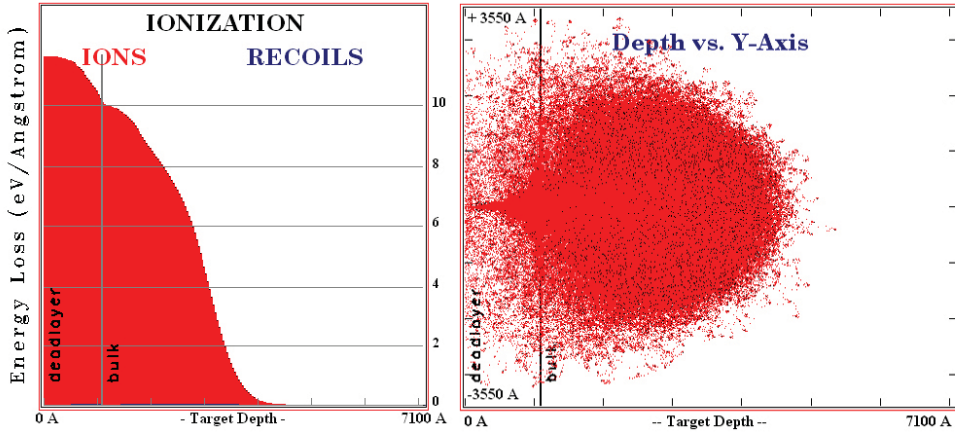 IONIZATION
IONS
RECOILS
Energy Loss (eV/Angstrom)
10
8
6
4
2
0
deadlayer
bulk
0 A
- Target Depth -
7100 A
+3550 A
Depth vs. Y-Axis
deadlayer
bulk
-3550 A
0 A
-- Target Depth --
7100 A